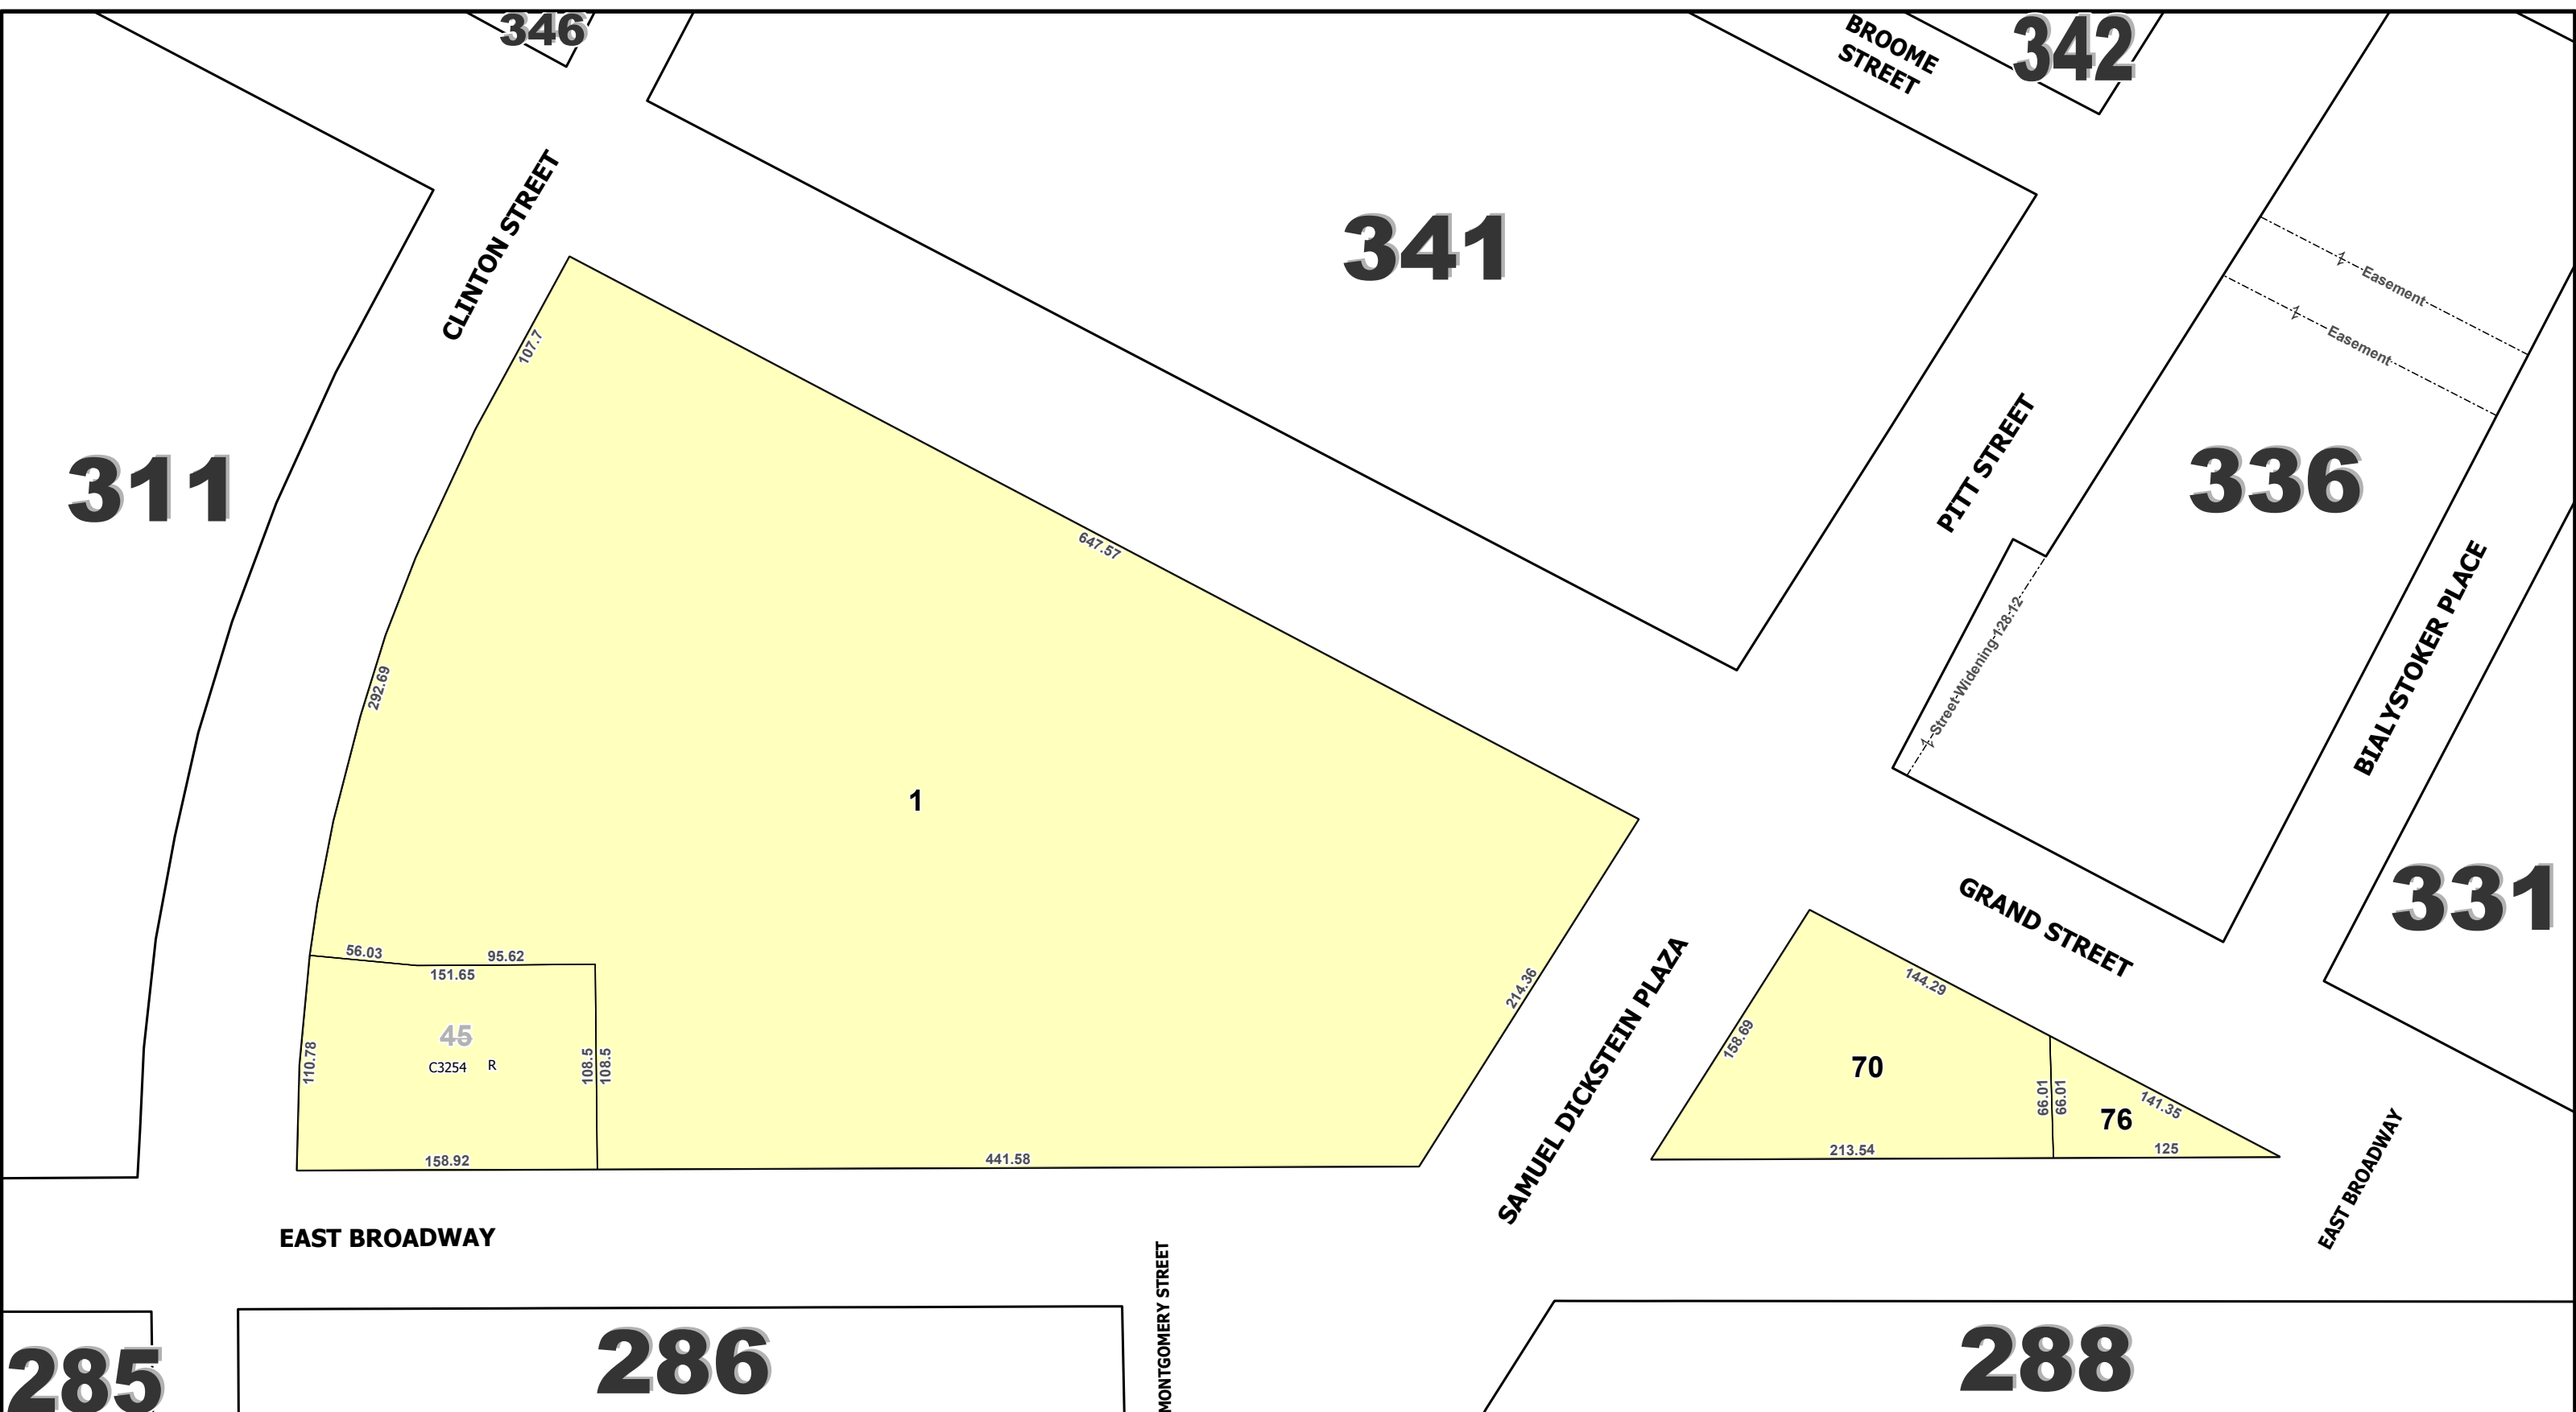 346
BROOME
STREET
342
CLINTON STREET
341
Easement
Easement
107.7
PITT STREET
311
336
647.57
Street Widening 128.12
BIALYSTOKER PLACE
292.69
1
331
GRAND STREET
56.03
95.62
151.65
214.36
SAMUEL DICKSTEIN PLAZA
144.29
158.69
45
C3254 R
110.78
108.5
108.5
70
66.01
66.01
76
141.35
158.92
441.58
213.54
125
EAST BROADWAY
EAST BROADWAY
MONTGOMERY STREET
285
286
288